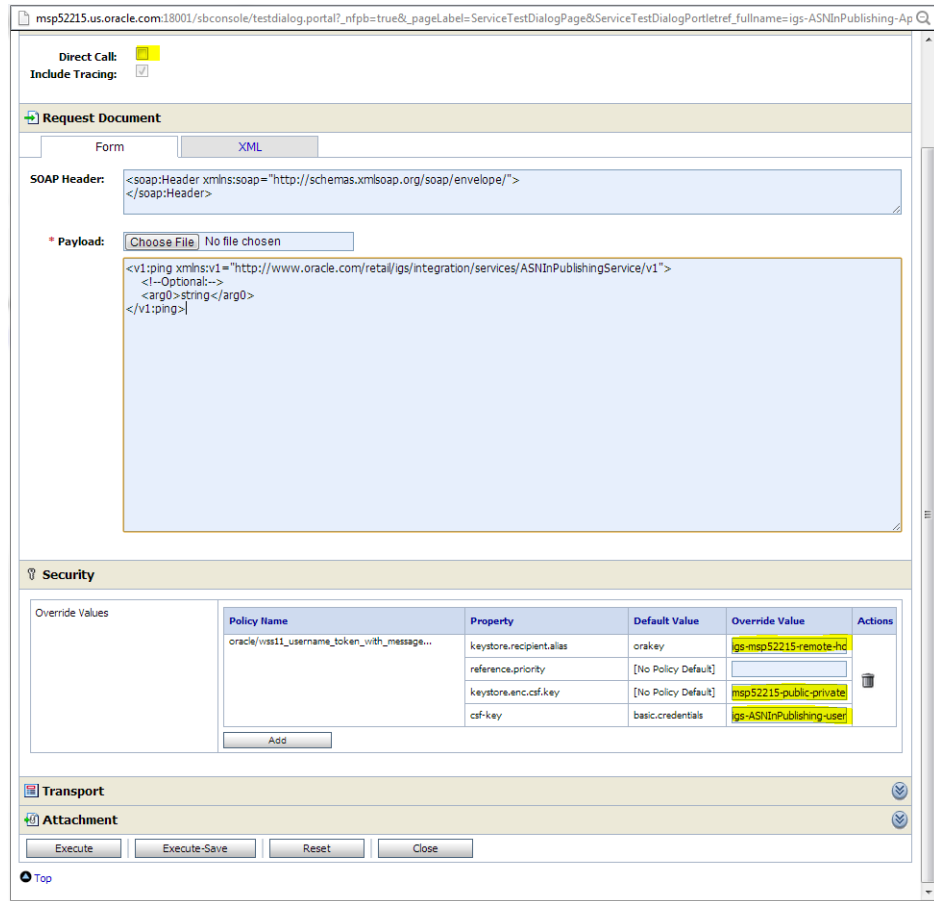 msp52215.us.oracle.com:18001/sbconsole/testdialog.portal?_nfpb=true&_pageLabel=ServiceTestDialogPage&ServiceTestDialogPortletref_fullname=igs-ASNInPublishing-Ap
Direct Call:
Include Tracing:
Request Document
Form XML
SOAP Header:
<soap:Header xmlns:soap="http://schemas.xmlsoap.org/soap/envelope/">
</soap:Header>
* Payload: Choose File No file chosen
<v1:ping xmlns:v1="http://www.oracle.com/retail/igs/integration/services/ASNInPublishingService/v1">
<!--Optional:-->
<arg0>string</arg0>
</v1:ping>
Security
Override Values
Policy Name Property Default Value Override Value Actions
oracle/wss11_username_token_with_message... keystore.recipient.alias orakey igs-msp52215-remote-ho
reference.priority [No Policy Default]
keystore.enc.csf.key [No Policy Default] msp52215-public-private
csf-key basic.credentials igs-ASNInPublishing-user
Add
Transport
Attachment
Execute Execute-Save Reset Close
Top